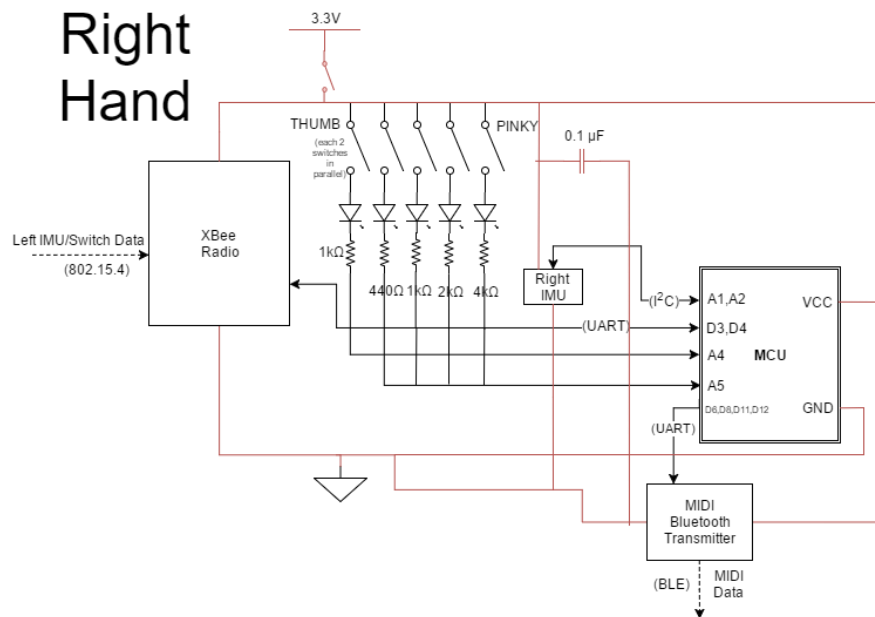 Right
Hand
3.3V
THUMB
(each 2
switches
in
parallel)
PINKY
0.1 µF
XBee
Radio
Left IMU/Switch Data
(802.15.4)
1kΩ
440Ω
1kΩ
2kΩ
4kΩ
Right
IMU
(I²C)
(UART)
A1,A2
VCC
D3,D4
A4
MCU
A5
D6,D8,D11,D12
GND
(UART)
MIDI
Bluetooth
Transmitter
(BLE)
MIDI
Data